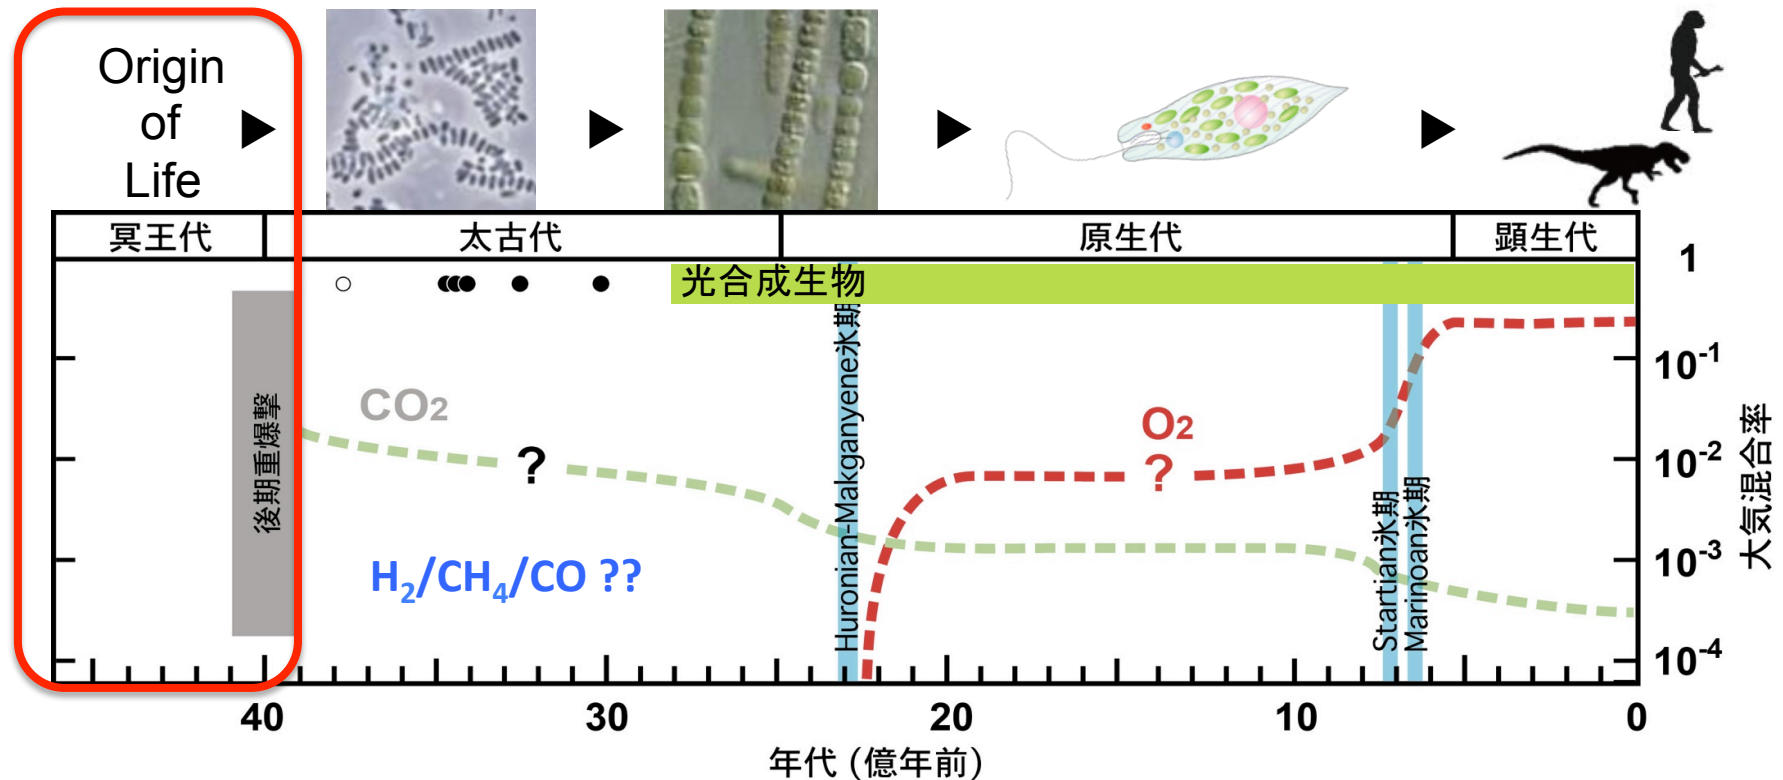 Origin
of
Life
冥王代
太古代
原生代
顕生代
光合成生物
後期重爆撃
CO2
?
H2/CH4/CO ??
Huronian-Makganyene氷期
O2
?
Startian氷期
Marinoan氷期
1
10-1
10-2
10-3
10-4
大気混合率
40
30
20
10
0
年代 (億年前)